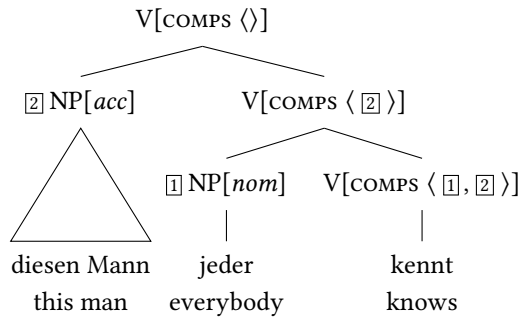 V[COMPS ⟨⟩]
2 NP[acc] V[COMPS ⟨ 2 ⟩]
1 NP[nom] V[COMPS ⟨ 1 , 2 ⟩]
diesen Mann jeder kennt
this man everybody knows